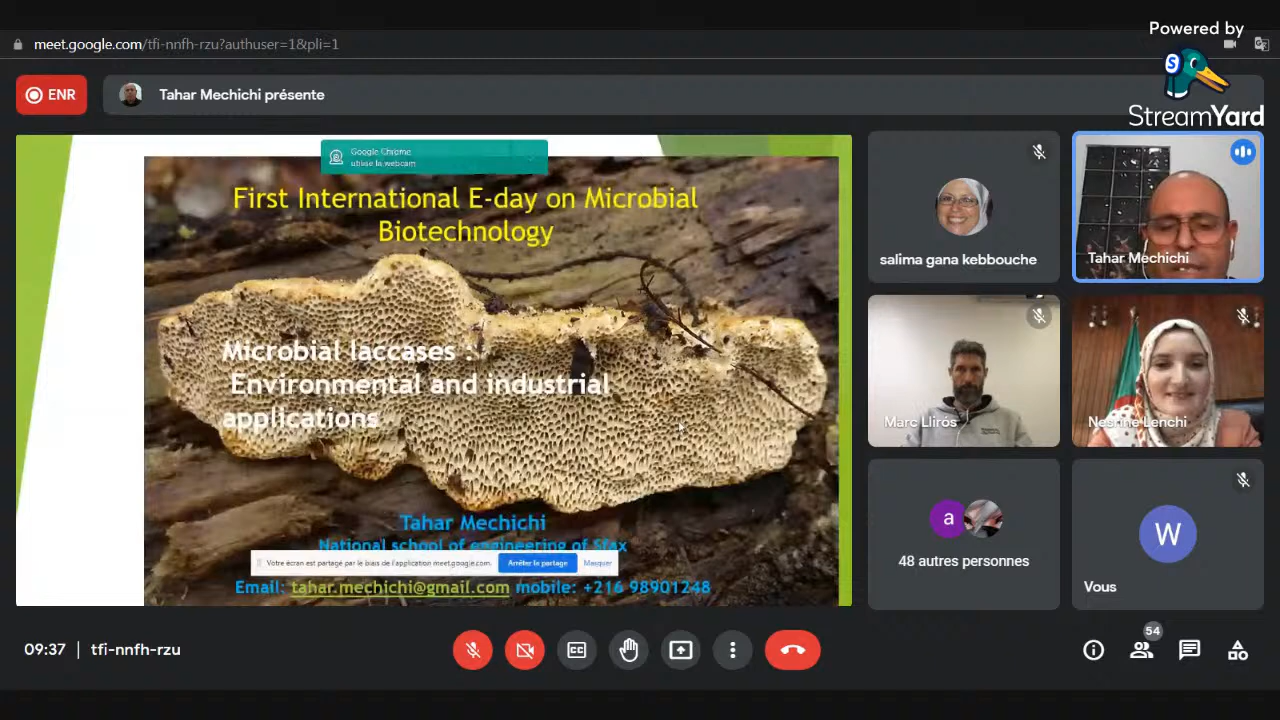 Powered by
meet.google.com/tfi-nnfh-rzu?authuser=1&pli=1
S
StreamYard
ENR
Tahar Mechichi présente
Google Chrome
utilise la webcam
First International E-day on Microbial
Biotechnology
Microbial laccases :
Environmental and industrial
applications
Tahar Mechichi
National school of engineering of Sfax
Votre écran est partagé par le biais de l'application meet.google.com.
Arrêter le partage
Masquer
Email: tahar.mechichi@gmail.com mobile: +216 98901248
salima gana kebbouche
Tahar Mechichi
Marc Llirós
Nesrine Lenchi
a
48 autres personnes
W
Vous
09:37 | tfi-nnfh-rzu
CC
54